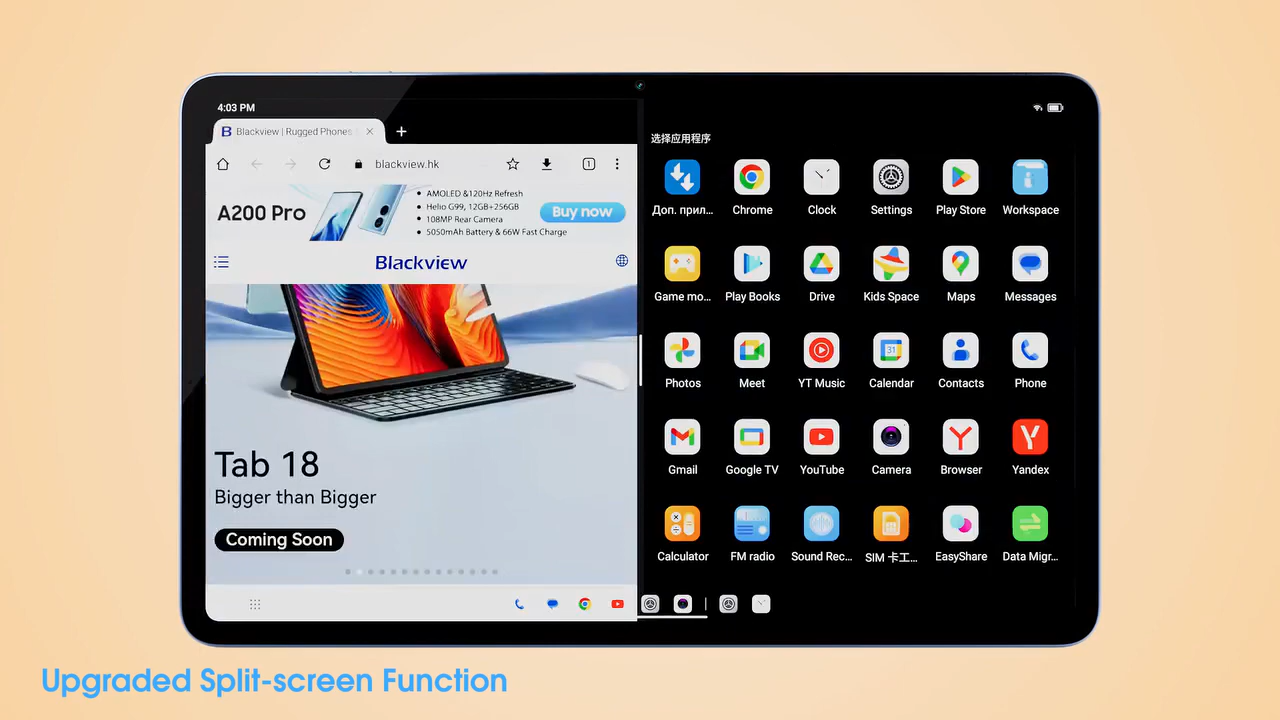 4:03 PM
B Blackview | Rugged Phones
blackview.hk
1
A200 Pro
AMOLED &120Hz Refresh
Helio G99, 12GB+256GB
108MP Rear Camera
5050mAh Battery & 66W Fast Charge
Buy now
Blackview
Tab 18
Bigger than Bigger
Coming Soon
选择应用程序
Доп. прил...
Chrome
Clock
Settings
Play Store
Workspace
Game mo...
Play Books
Drive
Kids Space
Maps
Messages
31
Photos
Meet
YT Music
Calendar
Contacts
Phone
Gmail
Google TV
YouTube
Camera
Browser
Yandex
Calculator
FM radio
Sound Rec...
SIM 卡工...
EasyShare
Data Migr...
Upgraded Split-screen Function